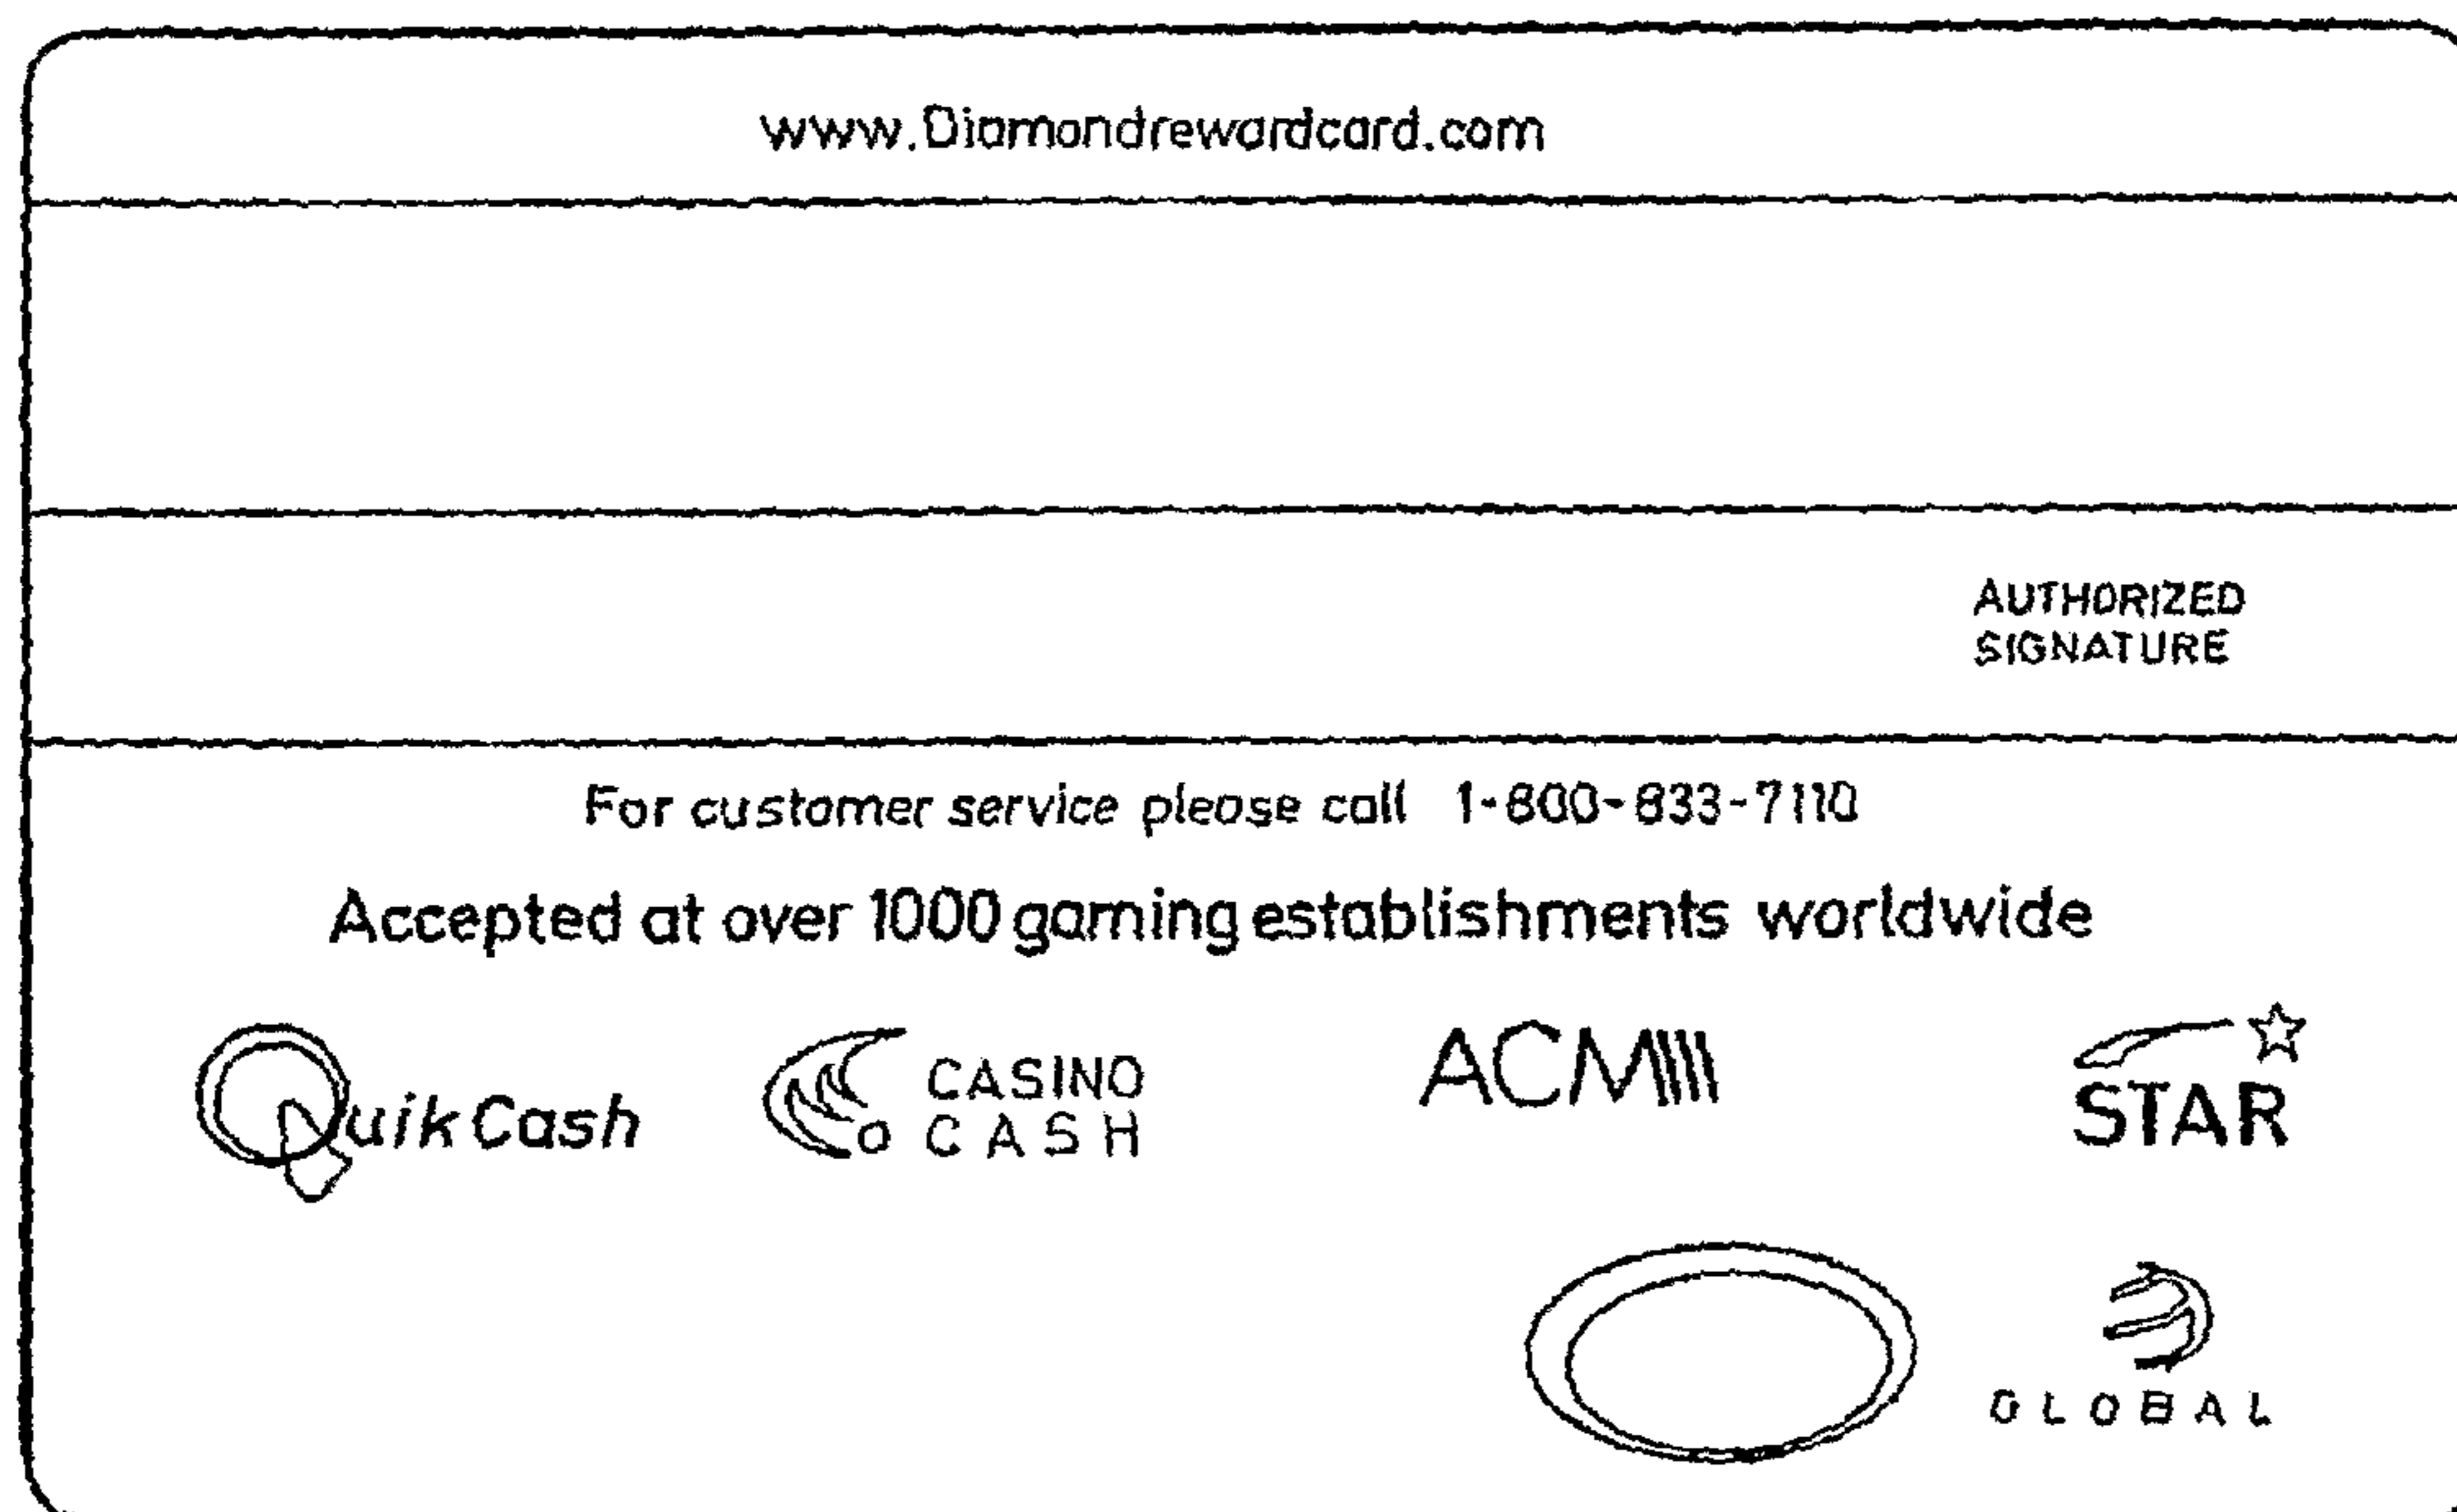 www.Diamondrewardcard.com
AUTHORIZED
SIGNATURE
For customer service please call 1-800-833-7110
Accepted at over 1000 gaming establishments worldwide
QuikCash
CASINO
CASH
ACM
STAR
GLOBAL